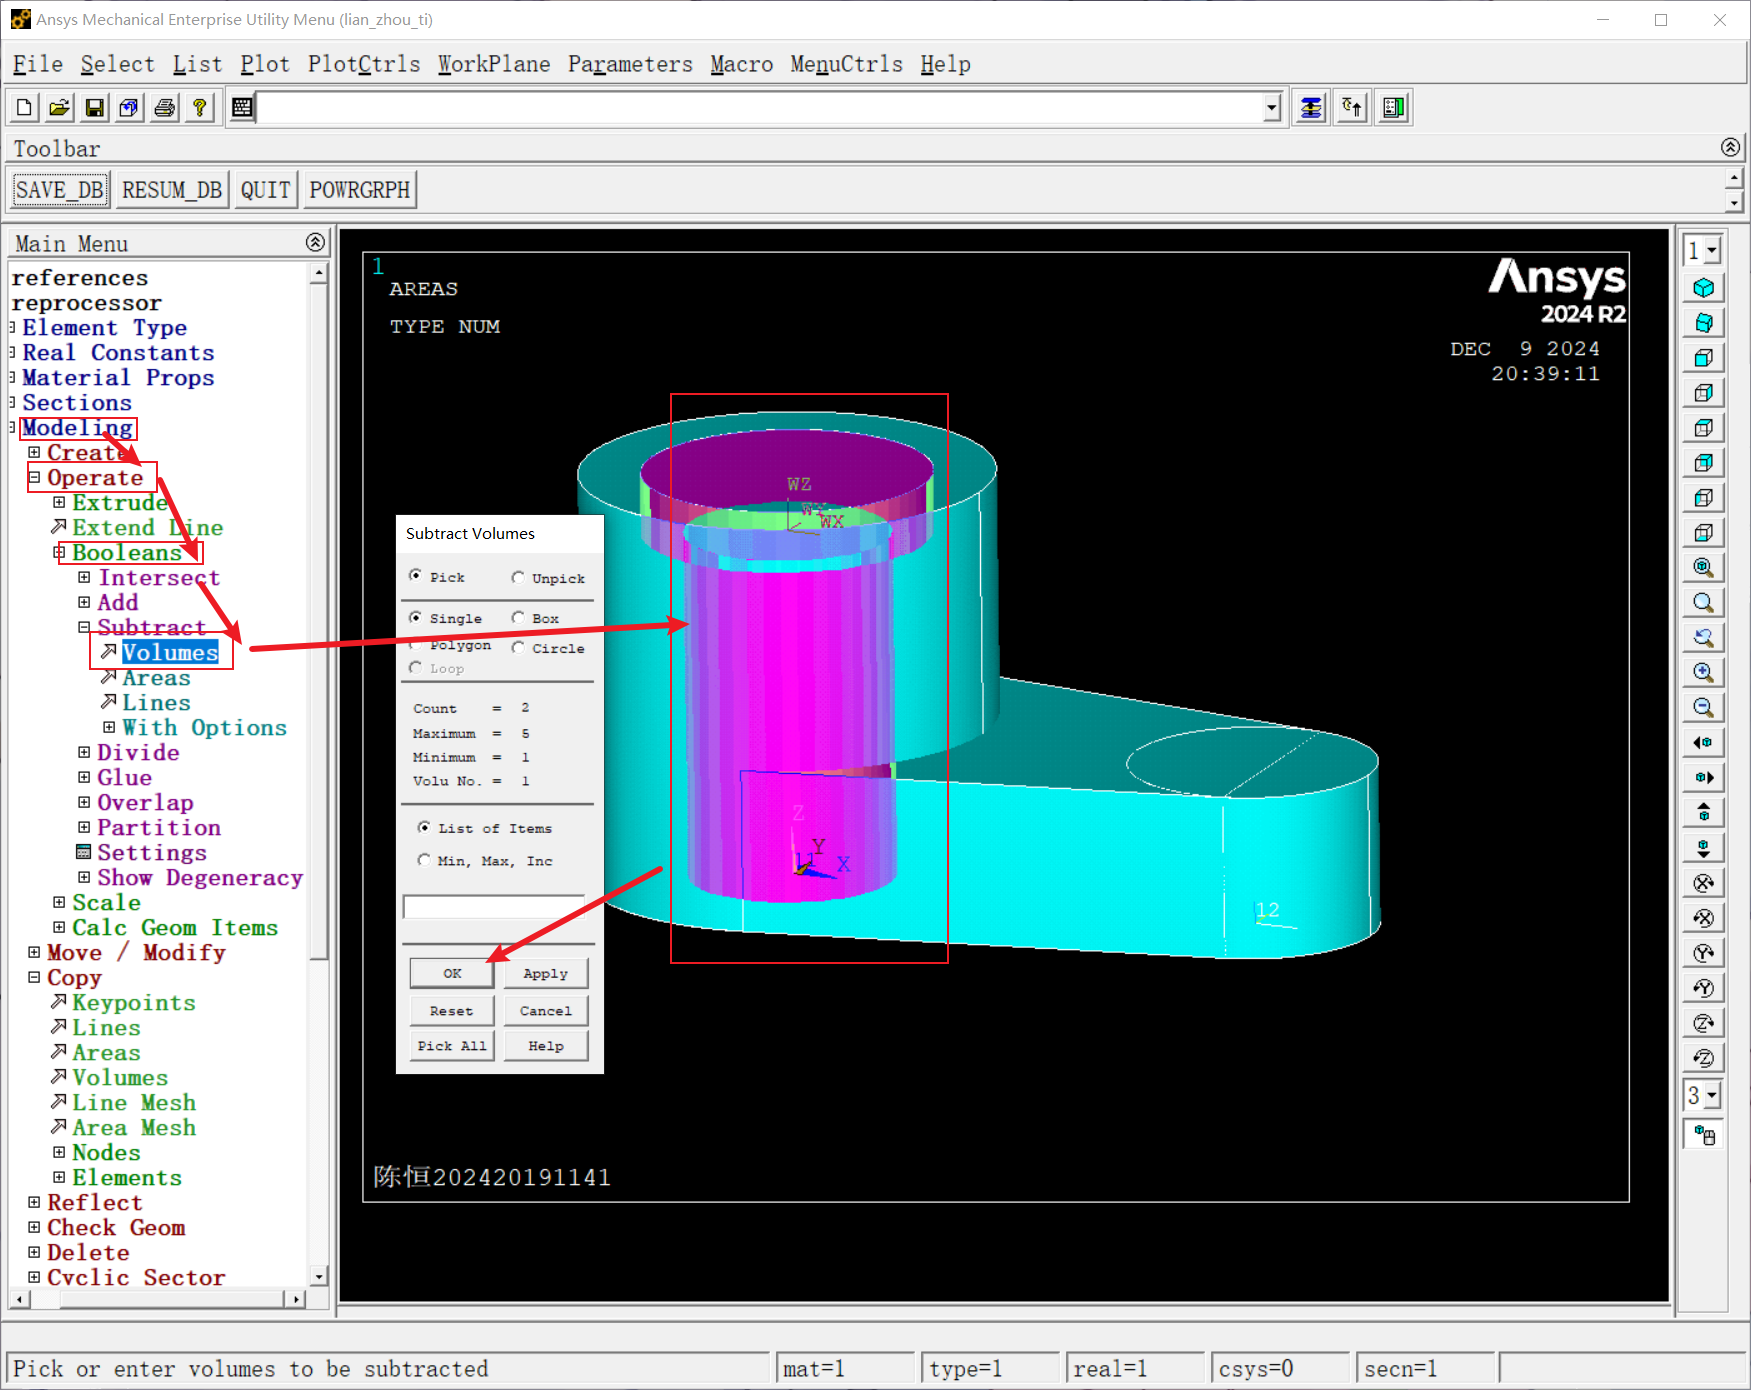 Ansys Mechanical Enterprise Utility Menu (lian_zhou_ti)
File Select List Plot PlotCtrls WorkPlane Parameters Macro MenuCtrls Help
Toolbar
SAVE_DB RESUM_DB QUIT POWRGRPH
Main Menu
references
reprocessor
Element Type
Real Constants
Material Props
Sections
Modeling
Create
Operate
Extrude
Extend Line
Booleans
Intersect
Add
Subtract
Volumes
Areas
Lines
With Options
Divide
Glue
Overlap
Partition
Settings
Show Degeneracy
Scale
Calc Geom Items
Move / Modify
Copy
Keypoints
Lines
Areas
Volumes
Line Mesh
Area Mesh
Nodes
Elements
Reflect
Check Geom
Delete
Cyclic Sector
1
AREAS
TYPE NUM
Ansys
2024 R2
DEC 9 2024
20:39:11
WZ
WY
WX
Z
Y
X
11
12
陈恒202420191141
Subtract Volumes
Pick Unpick
Single Box
Polygon Circle
Loop
Count = 2
Maximum = 5
Minimum = 1
Volu No. = 1
List of Items
Min, Max, Inc
OK Apply
Reset Cancel
Pick All Help
1
3
Pick or enter volumes to be subtracted
mat=1 type=1 real=1 csys=0 secn=1